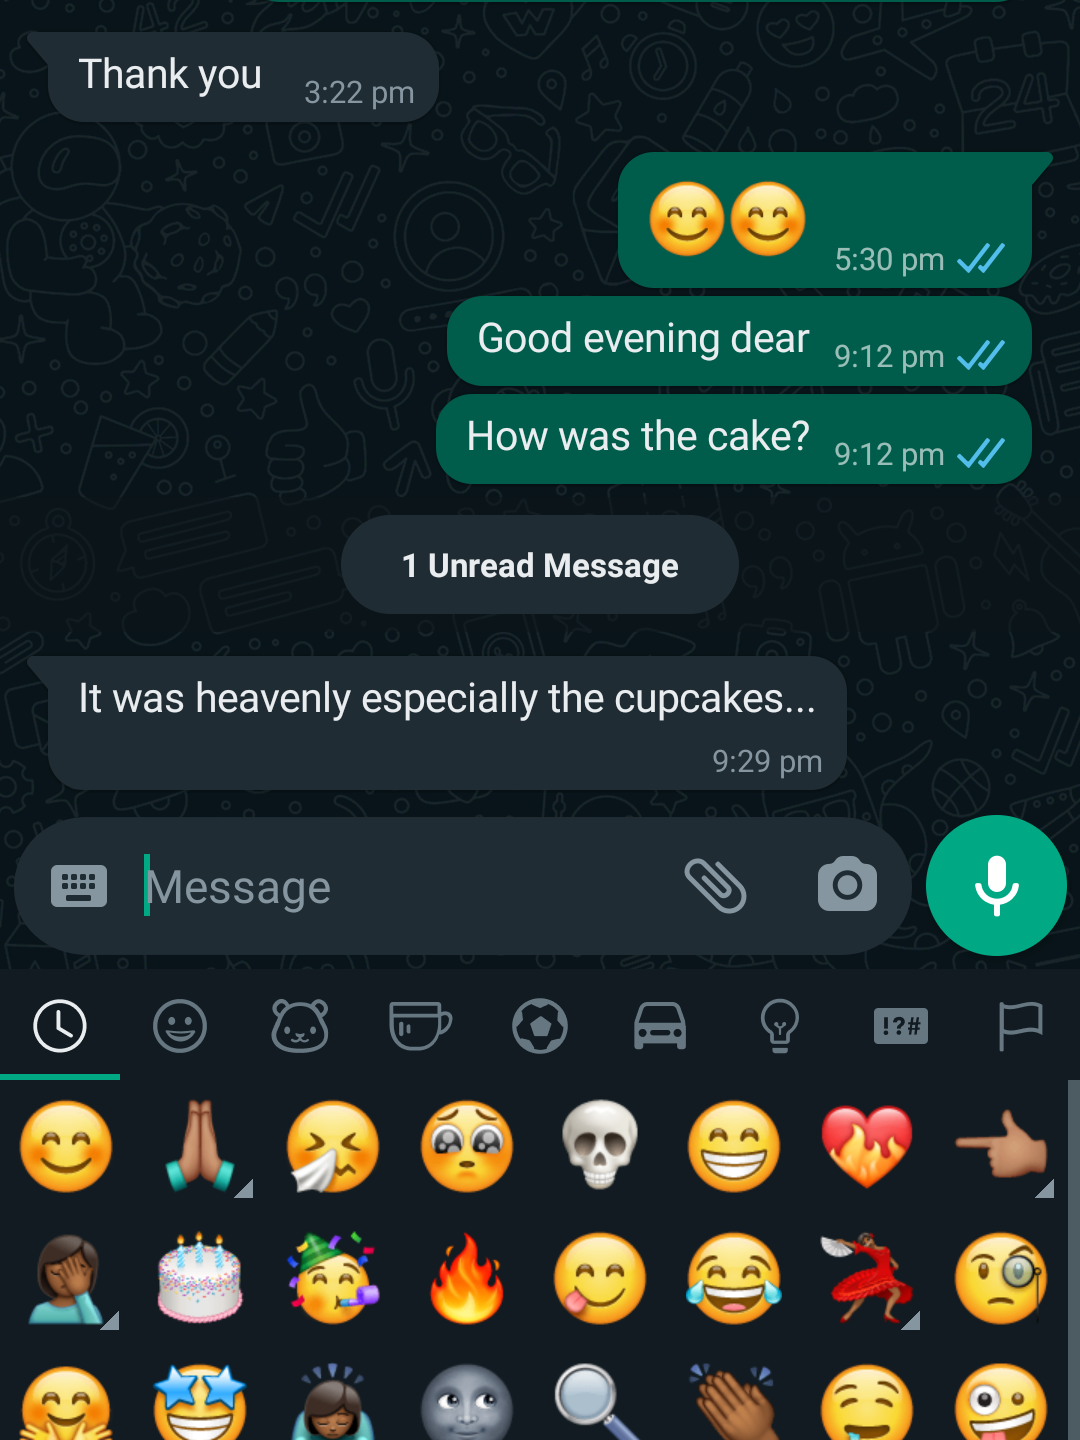 Thank you 3:22 pm
😊😊 5:30 pm
Good evening dear 9:12 pm
How was the cake? 9:12 pm
1 Unread Message
It was heavenly especially the cupcakes...
9:29 pm
Message
!?#